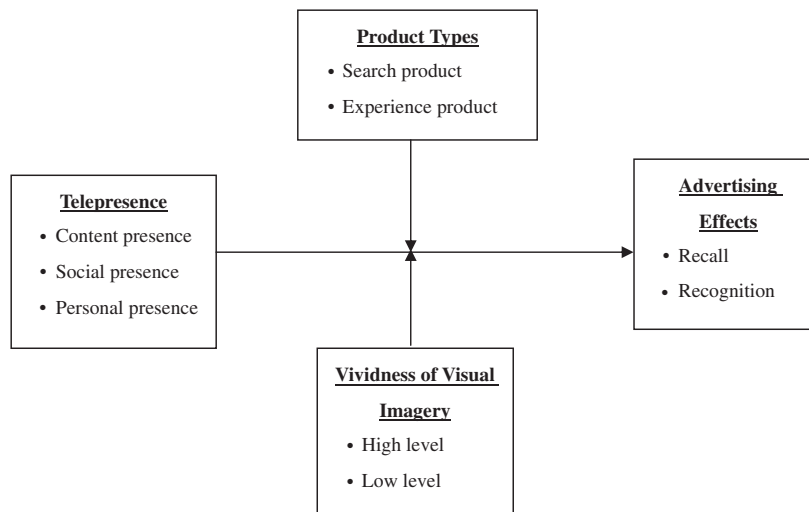 Product Types
• Search product
• Experience product
Telepresence
• Content presence
• Social presence
• Personal presence
Advertising
Effects
• Recall
• Recognition
Vividness of Visual
Imagery
• High level
• Low level